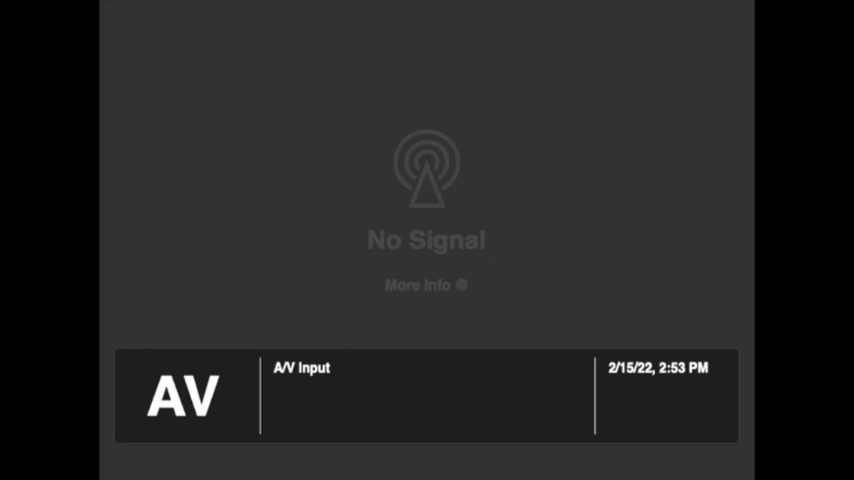 No Signal
More Info
AV
A/V Input
2/15/22, 2:53 PM